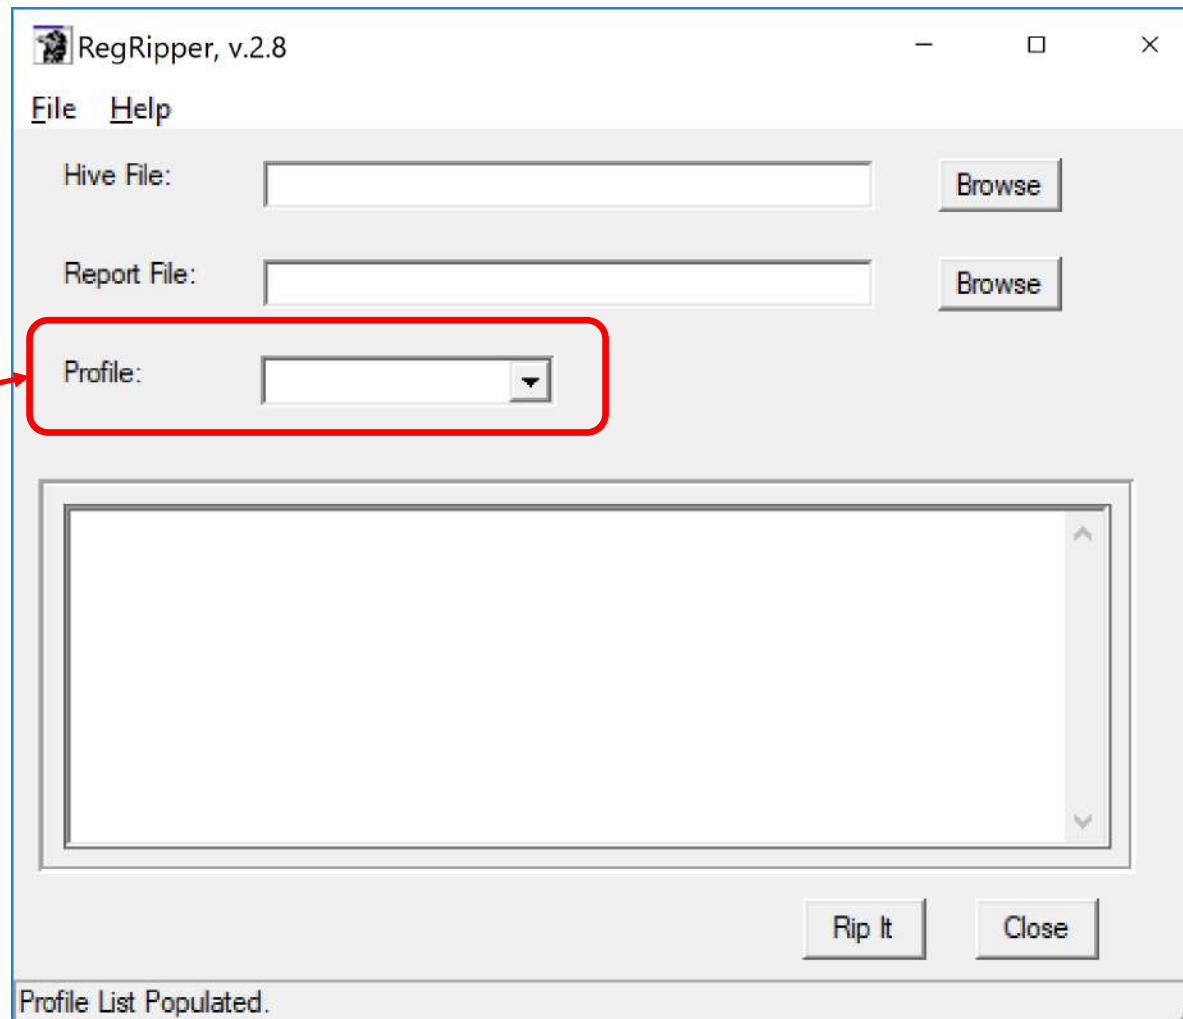 RegRipper, v.2.8
File Help
Hive File: Browse
Report File: Browse
Profile:
Rip It Close
Profile List Populated.